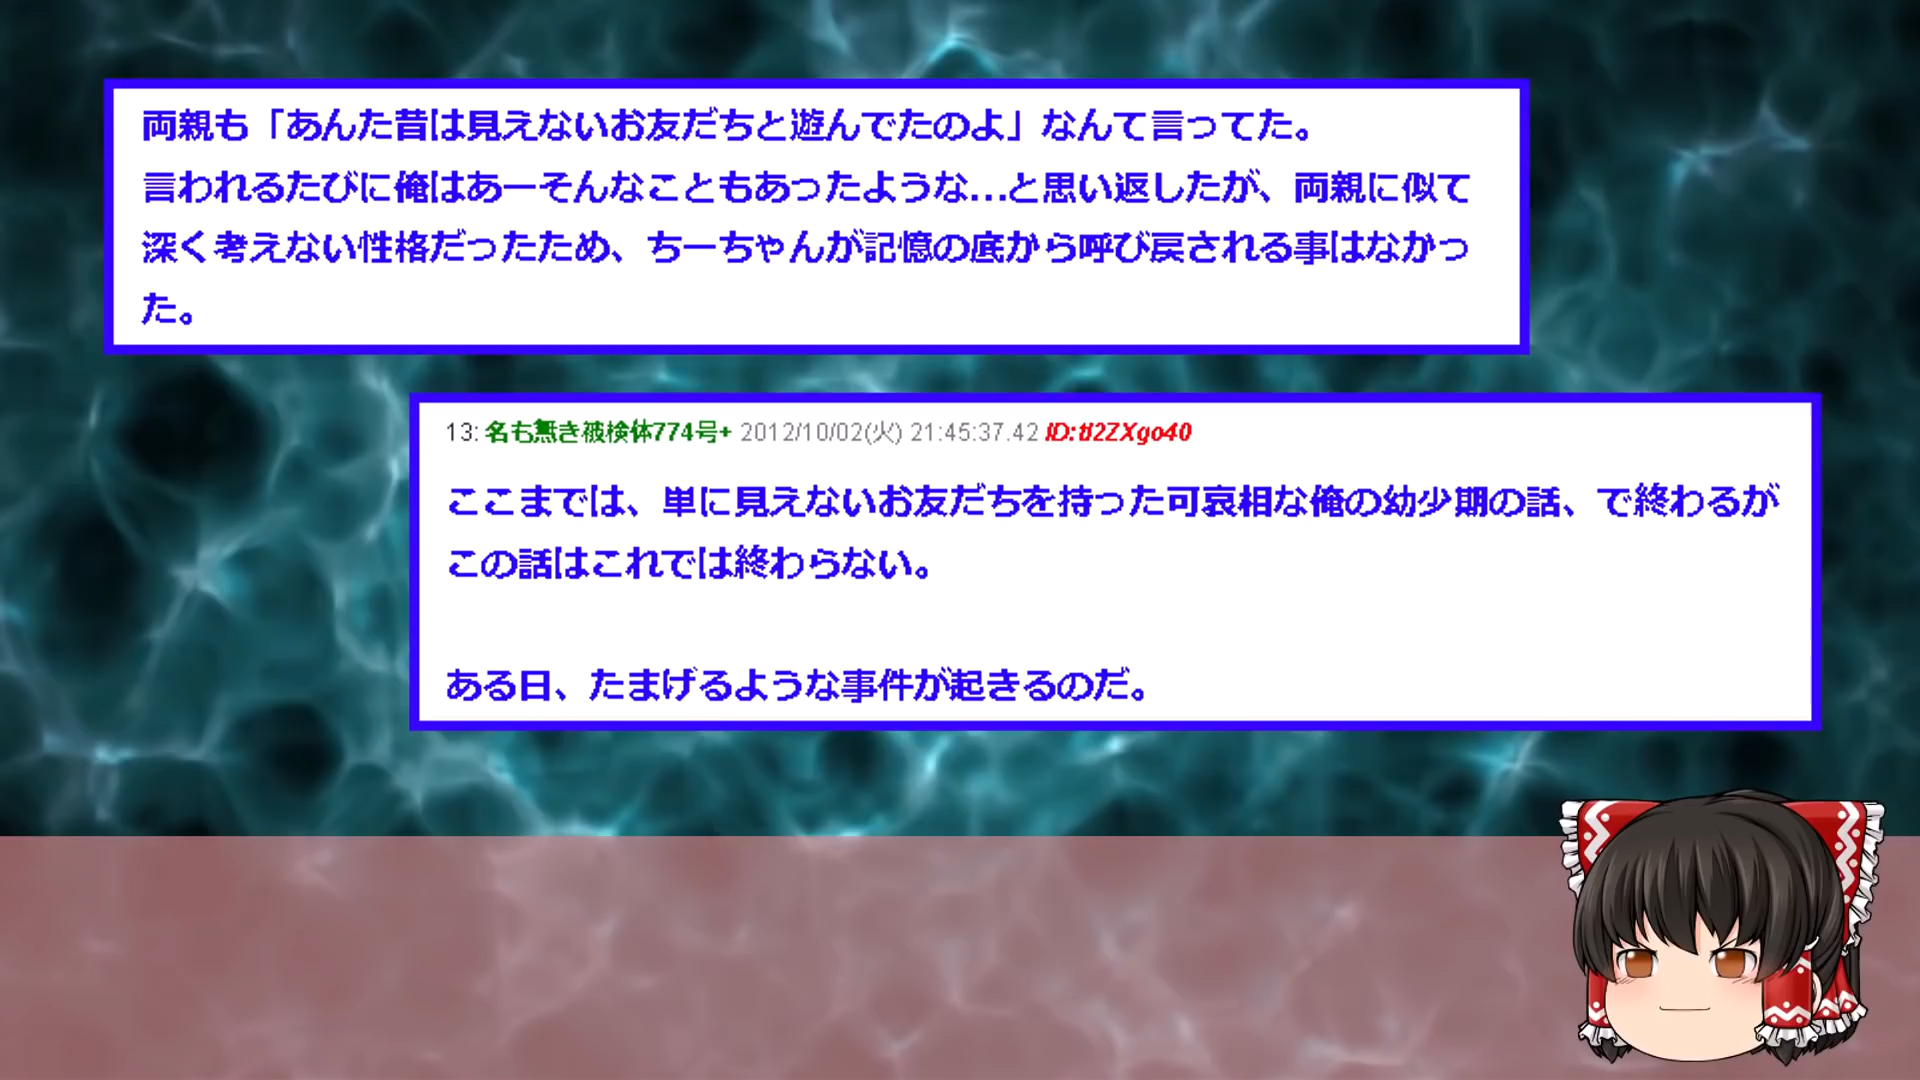 両親も「あんた昔は見えないお友だちと遊んでたのよ」なんて言ってた。
言われるたびに俺はあーそんなこともあったような…と思い返したが、両親に似て
深く考えない性格だったため、ちーちゃんが記憶の底から呼び戻される事はなかっ
た。
13: 名も無き被検体774号+ 2012/10/02(火) 21:45:37.42 ID:tI2ZXgo40
ここまでは、単に見えないお友だちを持った可哀相な俺の幼少期の話、で終わるが
この話はこれでは終わらない。
ある日、たまげるような事件が起きるのだ。